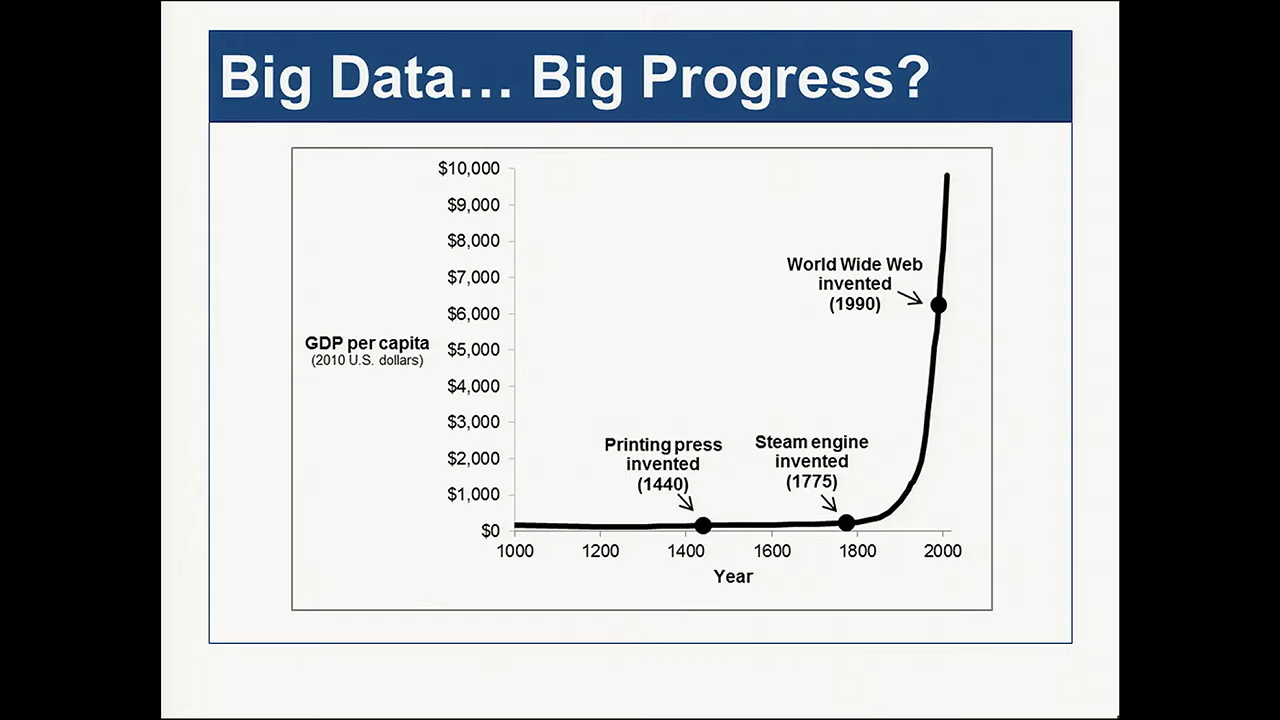 Big Data… Big Progress?
$10,000
$9,000
$8,000
$7,000
$6,000
$5,000
$4,000
$3,000
$2,000
$1,000
$0
GDP per capita
(2010 U.S. dollars)
World Wide Web
invented
(1990)
Printing press
invented
(1440)
Steam engine
invented
(1775)
1000 1200 1400 1600 1800 2000
Year